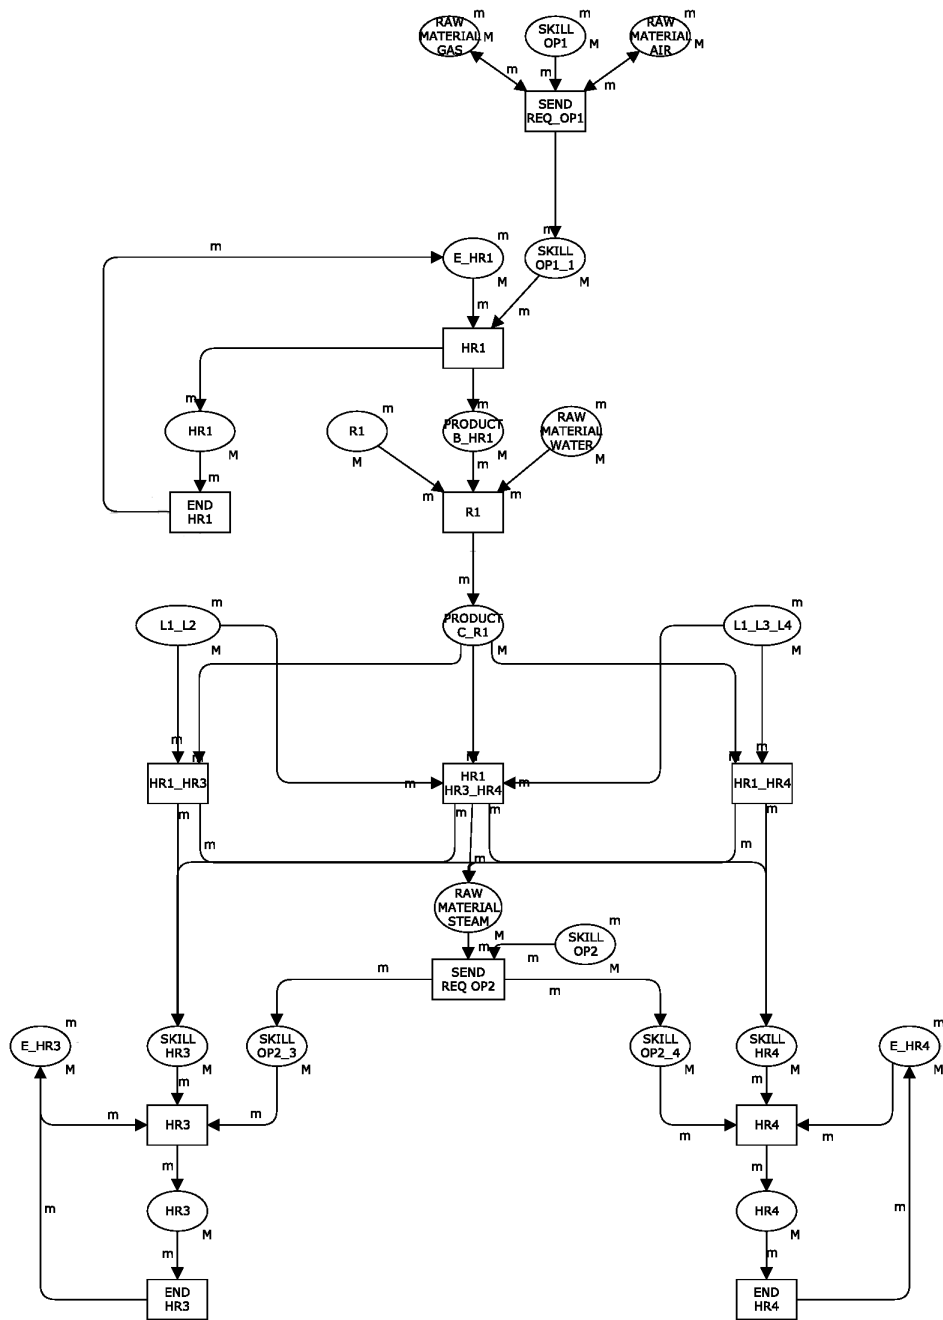 m
m
m
RAW
MATERIAL
GAS
M
SKILL
OP1
M
RAW
MATERIAL
AIR
M
m
m
m
SEND
REQ_OP1
m
m
m
m
E_HR1
M
SKILL
OP1_1
M
m
m
HR1
m
m
m
m
m
HR1
M
R1
M
PRODUCT
B_HR1
M
RAW
MATERIAL
WATER
M
m
m
m
m
END
HR1
R1
m
m
m
L1_L2
M
PRODUCT
C_R1
M
L1_L3_L4
M
m
m
m
HR1_HR3
m
HR1
HR3_HR4
m
HR1_HR4
m
m
m
m
m
m
m
RAW
MATERIAL
STEAM
M
m
SKILL
OP2
M
m
m
SEND
REQ OP2
m
m
m
m
E_HR3
M
SKILL
HR3
M
SKILL
OP2_3
M
SKILL
OP2_4
M
SKILL
HR4
M
E_HR4
M
m
m
m
HR3
m
m
HR4
m
m
m
HR3
M
HR4
M
m
m
m
m
END
HR3
END
HR4